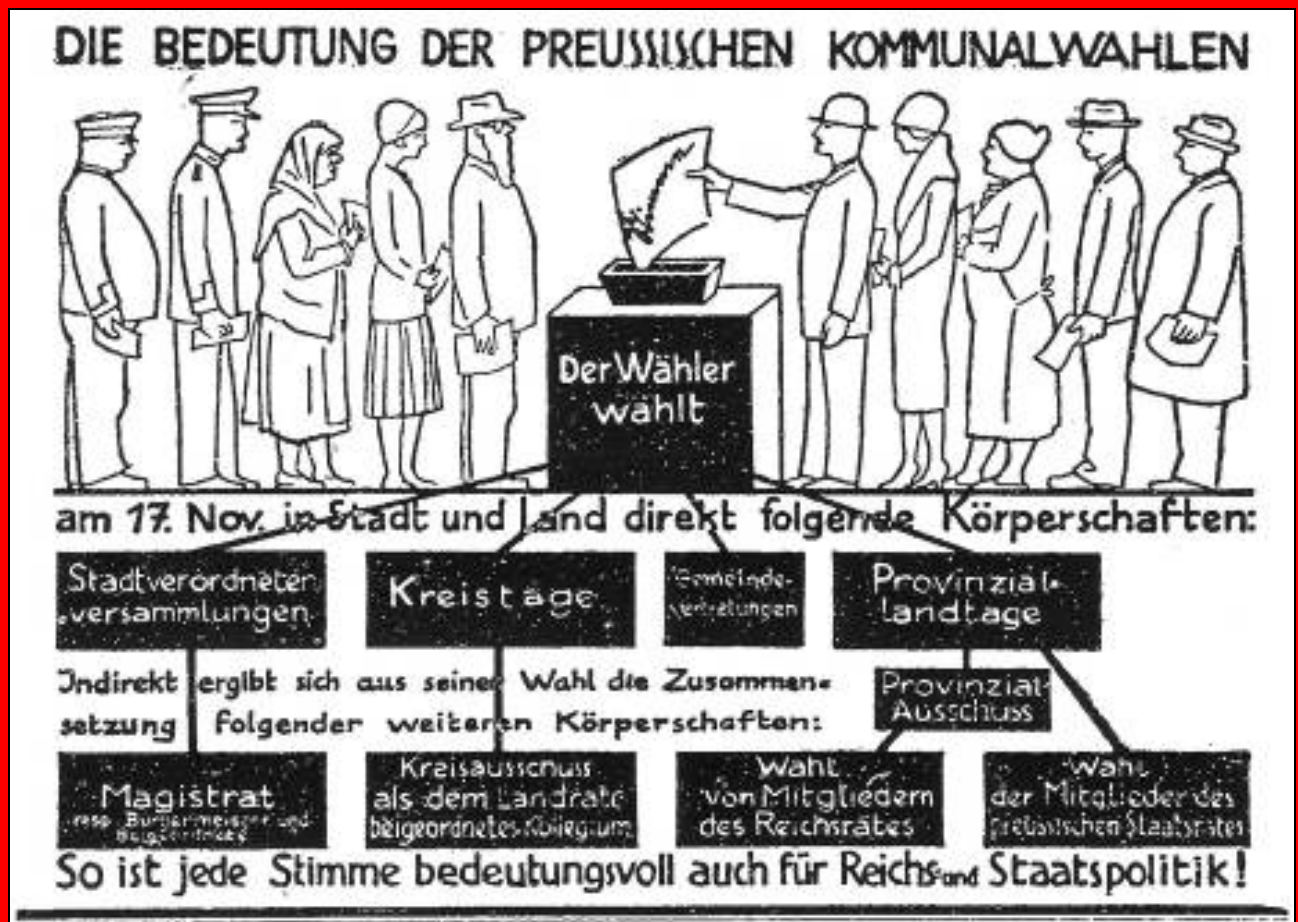 DIE BEDEUTUNG DER PREUSSISCHEN KOMMUNALWAHLEN
Der Wähler
wählt
am 17. Nov. in Stadt und Land direkt folgende Körperschaften:
Stadtverordneten
versammlungen
Kreistage
Gemeinde-
vertretungen
Provinzial-
landtage
Indirekt ergibt sich aus seiner Wahl die Zusammen-
setzung folgender weiteren Körperschaften:
Provinzial-
Ausschuss
Magistrat
resp. Bürgermeister und
Kreisausschuss
als dem Landrate
beigeordnetes Kollegium
Wahl
von Mitgliedern
des Reichsrates
Wahl
der Mitglieder des
preussischen Staatsrates
So ist jede Stimme bedeutungsvoll auch für Reichs- und Staatspolitik!